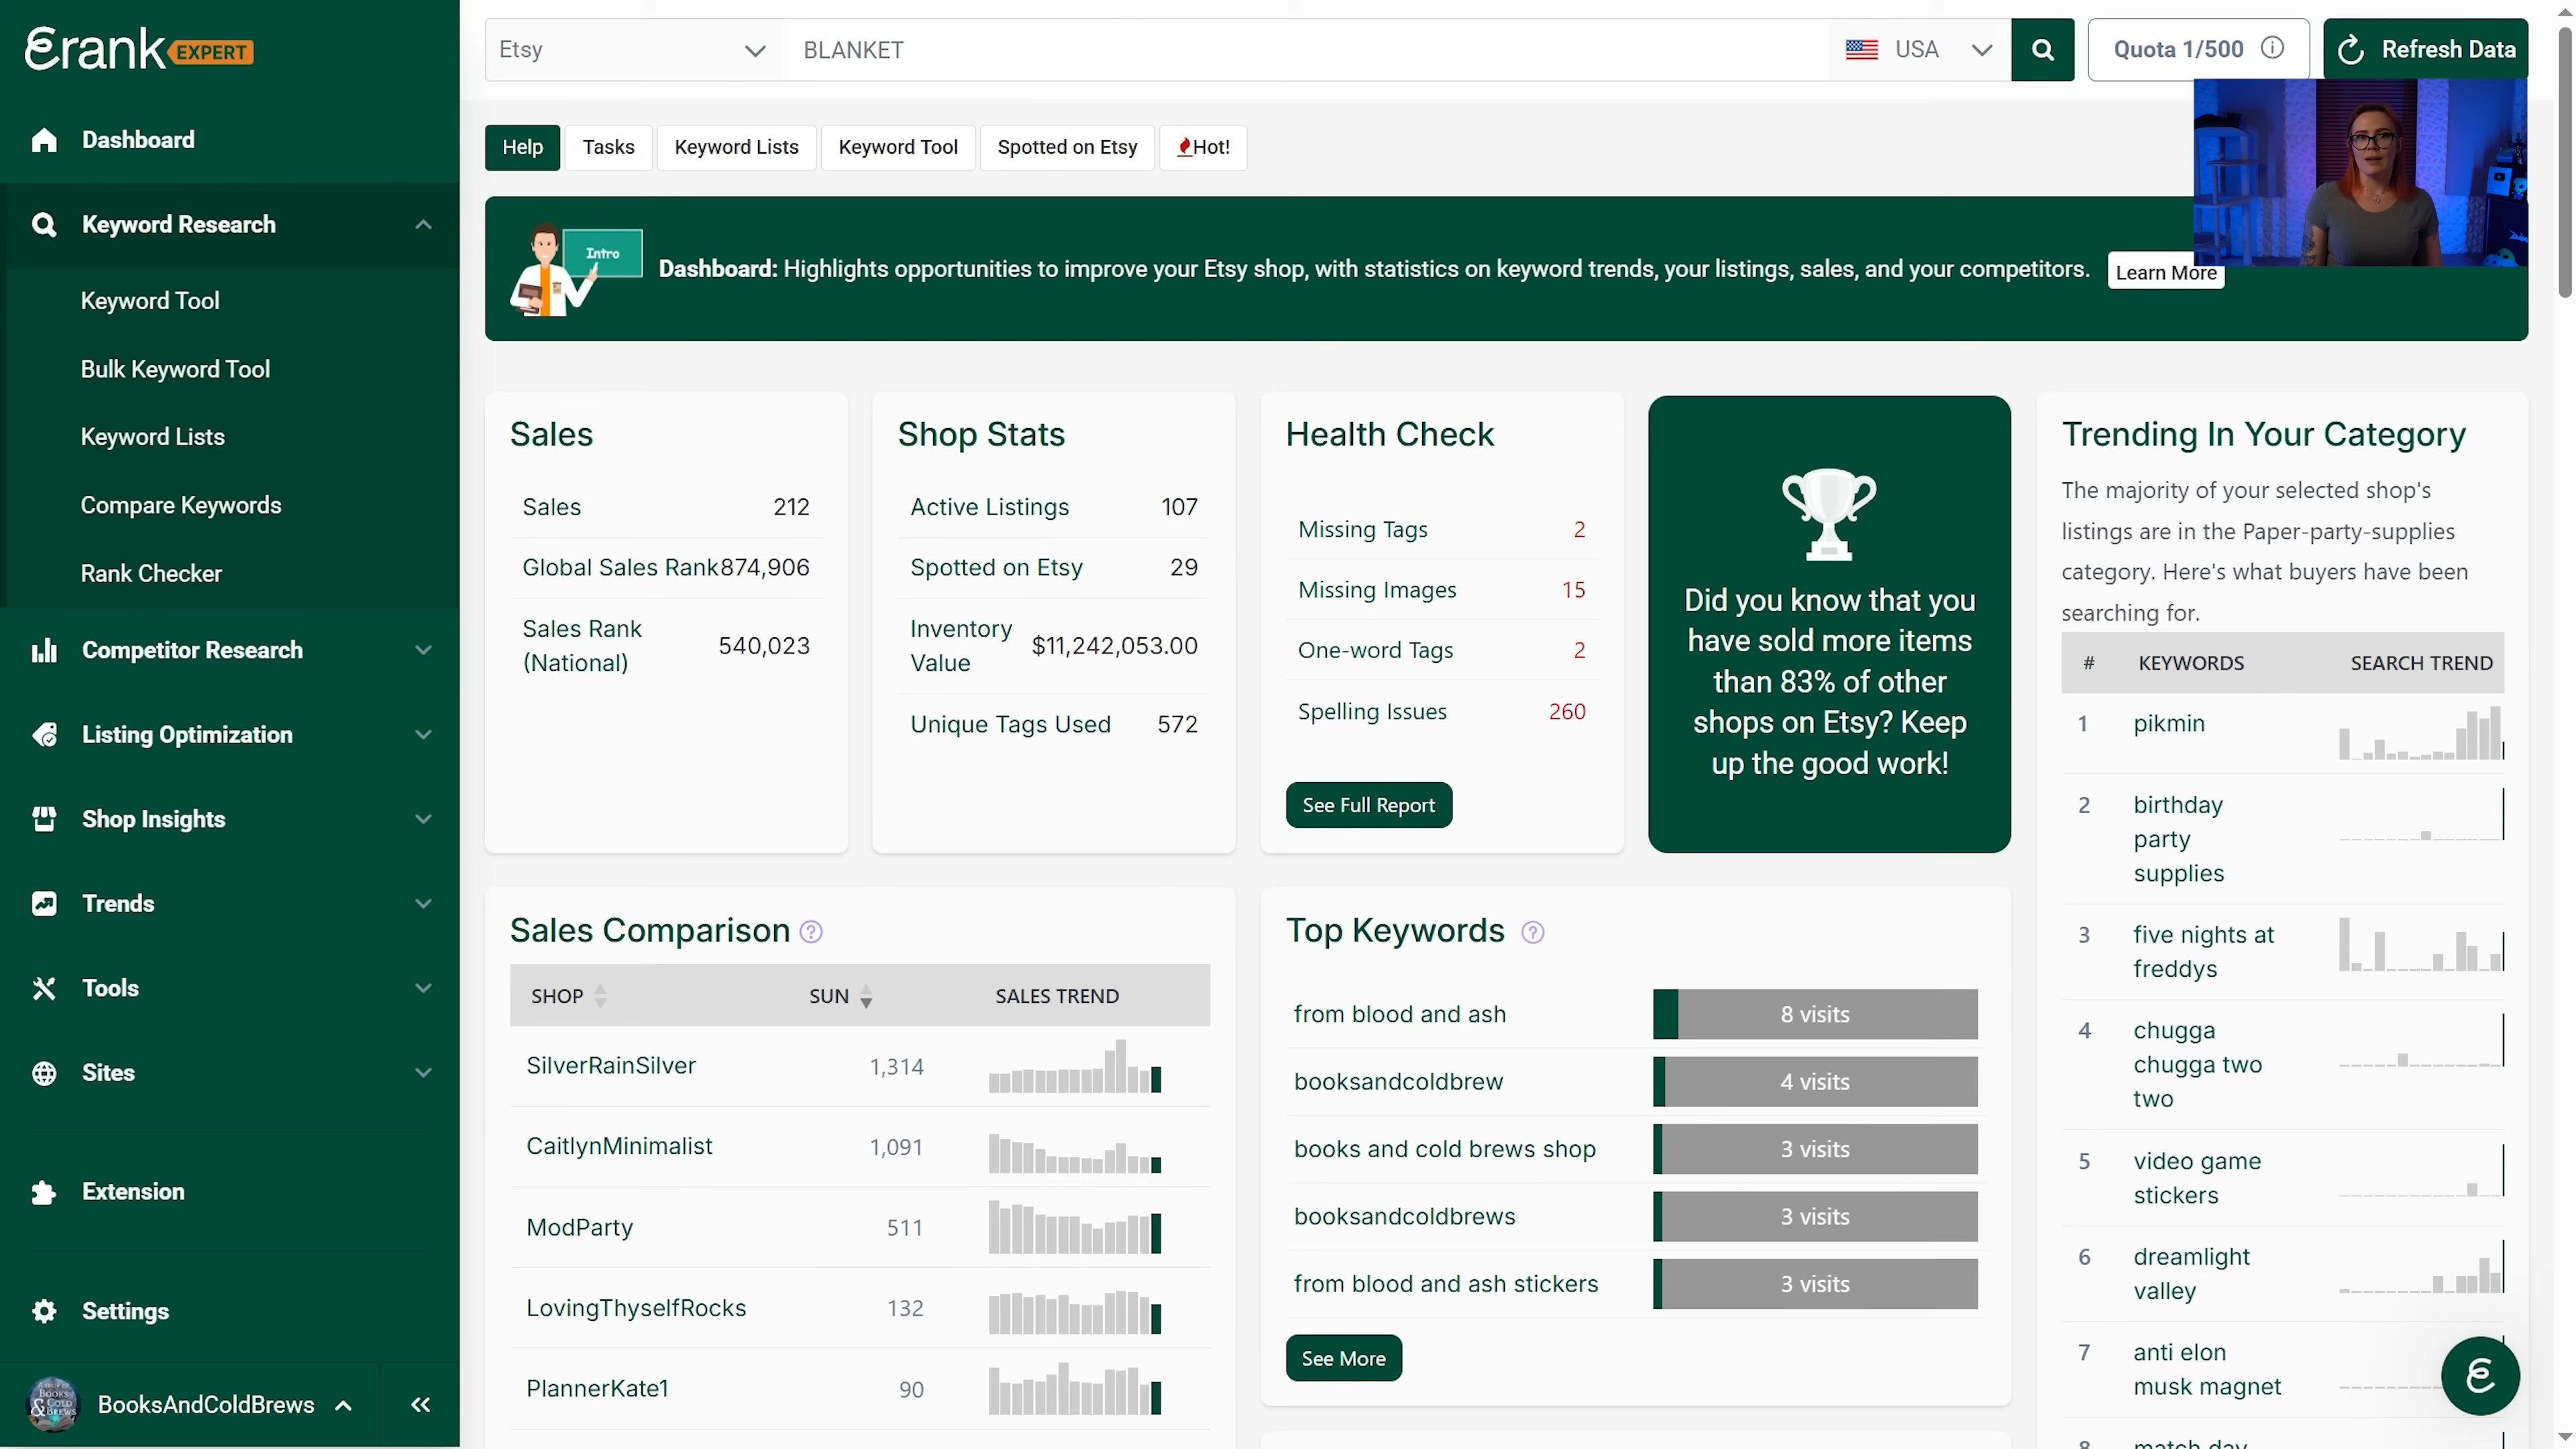 erank EXPERT
Dashboard
Keyword Research
Keyword Tool
Bulk Keyword Tool
Keyword Lists
Compare Keywords
Rank Checker
Competitor Research
Listing Optimization
Shop Insights
Trends
Tools
Sites
Extension
Settings
BooksAndColdBrews
Etsy
BLANKET
USA
Quota 1/500
Refresh Data
Help
Tasks
Keyword Lists
Keyword Tool
Spotted on Etsy
Hot!
Intro
Dashboard: Highlights opportunities to improve your Etsy shop, with statistics on keyword trends, your listings, sales, and your competitors.
Learn More
Sales
Sales 212
Global Sales Rank 874,906
Sales Rank
(National) 540,023
Shop Stats
Active Listings 107
Spotted on Etsy 29
Inventory
Value $11,242,053.00
Unique Tags Used 572
Health Check
Missing Tags 2
Missing Images 15
One-word Tags 2
Spelling Issues 260
See Full Report
Did you know that you
have sold more items
than 83% of other
shops on Etsy? Keep
up the good work!
Trending In Your Category
The majority of your selected shop's
listings are in the Paper-party-supplies
category. Here's what buyers have been
searching for.
# KEYWORDS SEARCH TREND
1 pikmin
2 birthday
party
supplies
3 five nights at
freddys
4 chugga
chugga two
two
5 video game
stickers
6 dreamlight
valley
7 anti elon
musk magnet
8 match day
Sales Comparison ?
SHOP SUN SALES TREND
SilverRainSilver 1,314
CaitlynMinimalist 1,091
ModParty 511
LovingThyselfRocks 132
PlannerKate1 90
Top Keywords ?
from blood and ash 8 visits
booksandcoldbrew 4 visits
books and cold brews shop 3 visits
booksandcoldbrews 3 visits
from blood and ash stickers 3 visits
See More